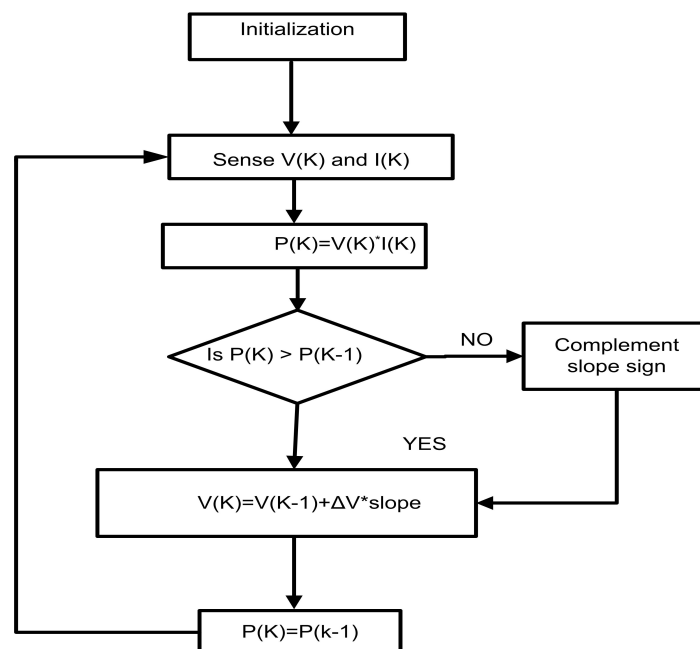 Initialization
Sense V(K) and I(K)
P(K)=V(K)*I(K)
Is P(K) > P(K-1)
NO
Complement
slope sign
YES
V(K)=V(K-1)+ΔV*slope
P(K)=P(k-1)